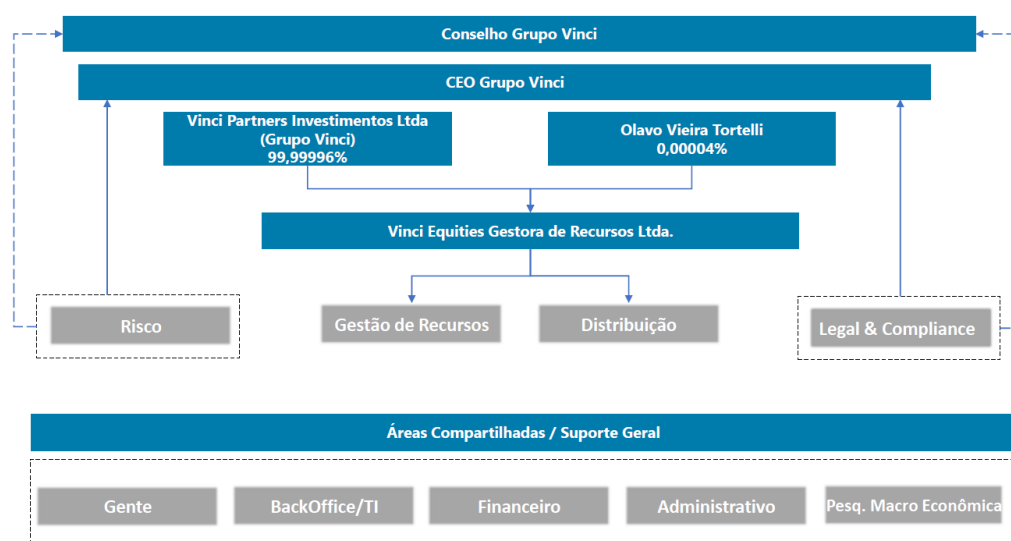 Conselho Grupo Vinci
CEO Grupo Vinci
Vinci Partners Investimentos Ltda
(Grupo Vinci)
99,99996%
Olavo Vieira Tortelli
0,00004%
Vinci Equities Gestora de Recursos Ltda.
Risco
Gestão de Recursos
Distribuição
Legal & Compliance
Áreas Compartilhadas / Suporte Geral
Gente
BackOffice/TI
Financeiro
Administrativo
Pesq. Macro Econômica